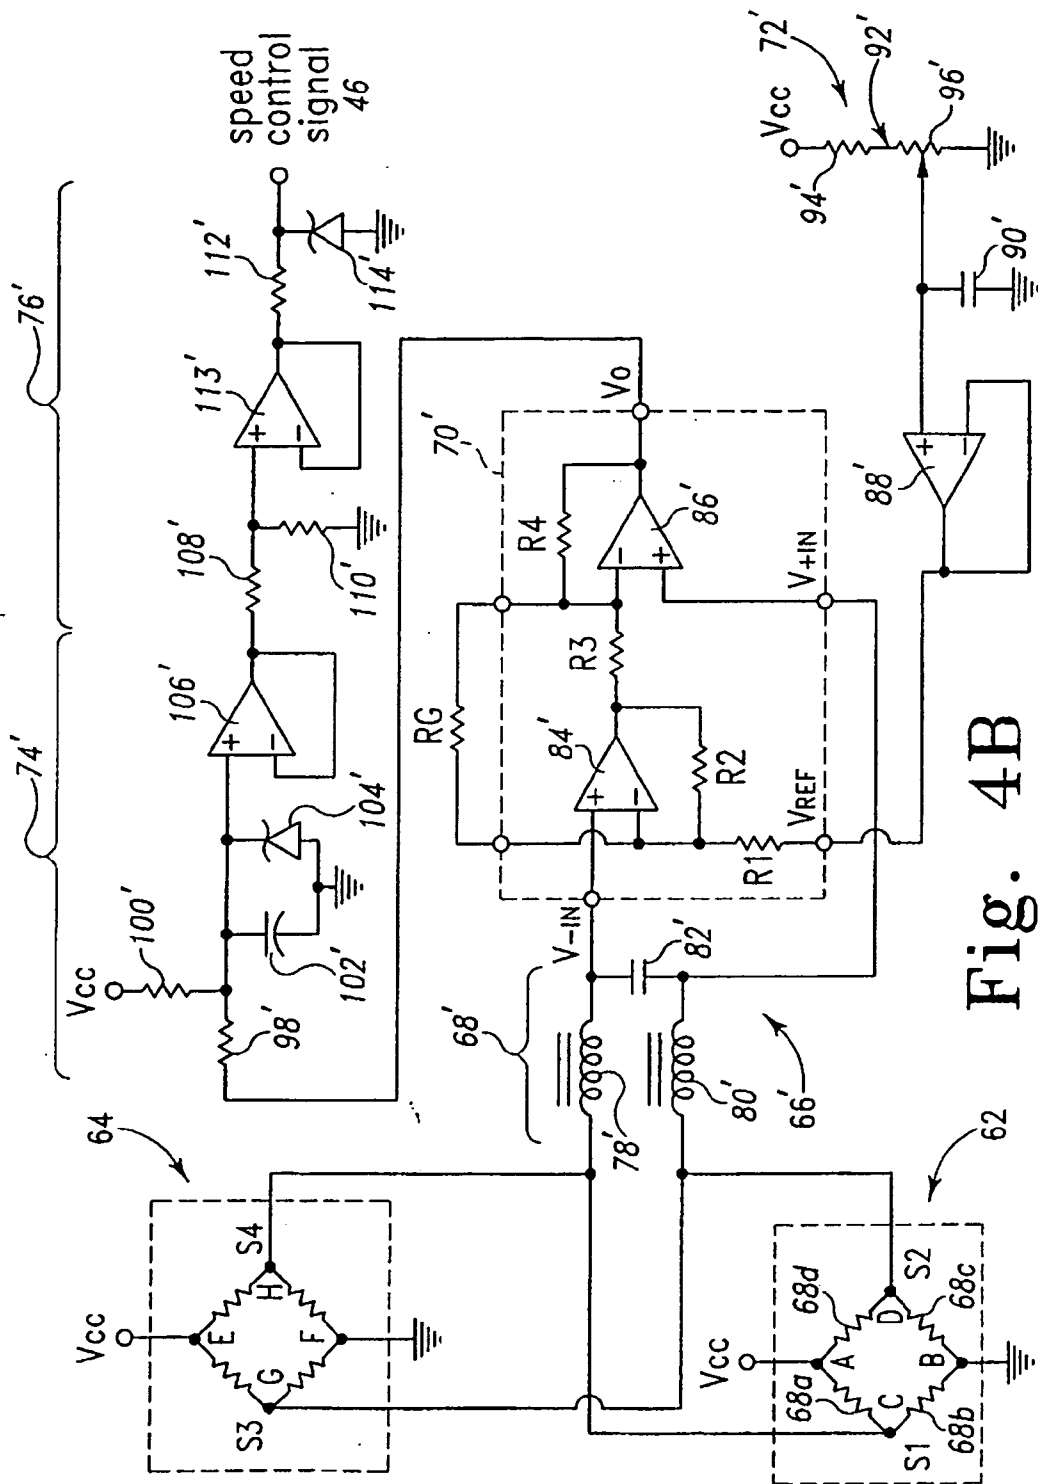 74'
76'
Vcc
100'
98'
102'
104'
106'
+
−
108'
110'
113'
+
−
112'
114'
speed
control
signal
46
64
Vcc
E
S3
G
H
S4
F
68'
78'
80'
66'
82'
V-IN
70'
RG
84'
+
−
R3
R4
86'
−
+
Vo
R2
R1
VREF
V+IN
62
Vcc
A
68a
68d
S1
C
D
S2
68b
B
68c
88'
+
−
90'
Vcc
72'
94'
92'
96'
Fig. 4B